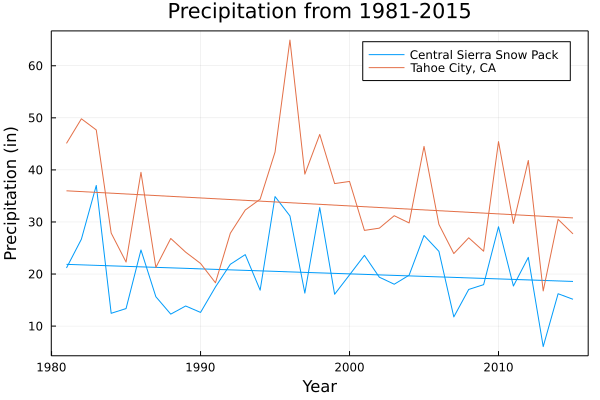 Precipitation from 1981-2015
Central Sierra Snow Pack
Tahoe City, CA
Precipitation (in)
60
50
40
30
20
10
1980
1990
2000
2010
Year